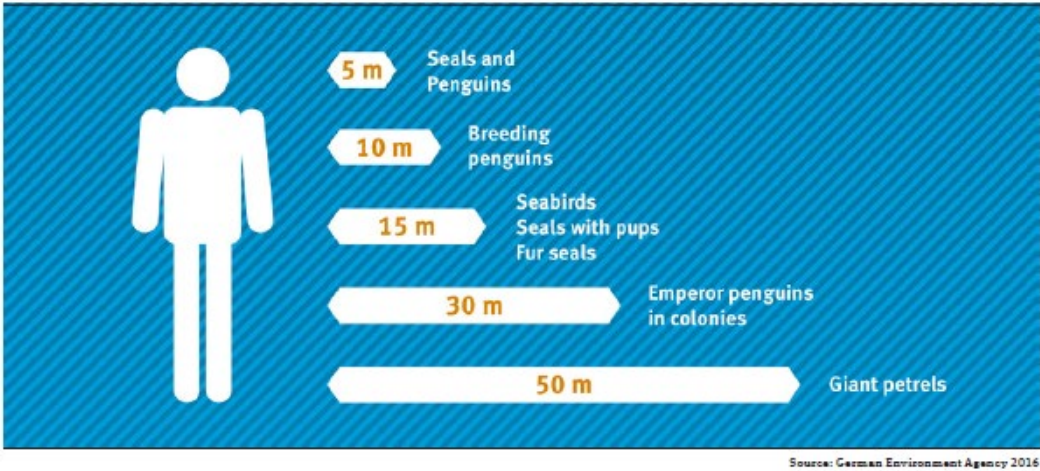 5 m
Seals and
Penguins
10 m
Breeding
penguins
15 m
Seabirds
Seals with pups
Fur seals
30 m
Emperor penguins
in colonies
50 m
Giant petrels
Source: German Environment Agency 2016